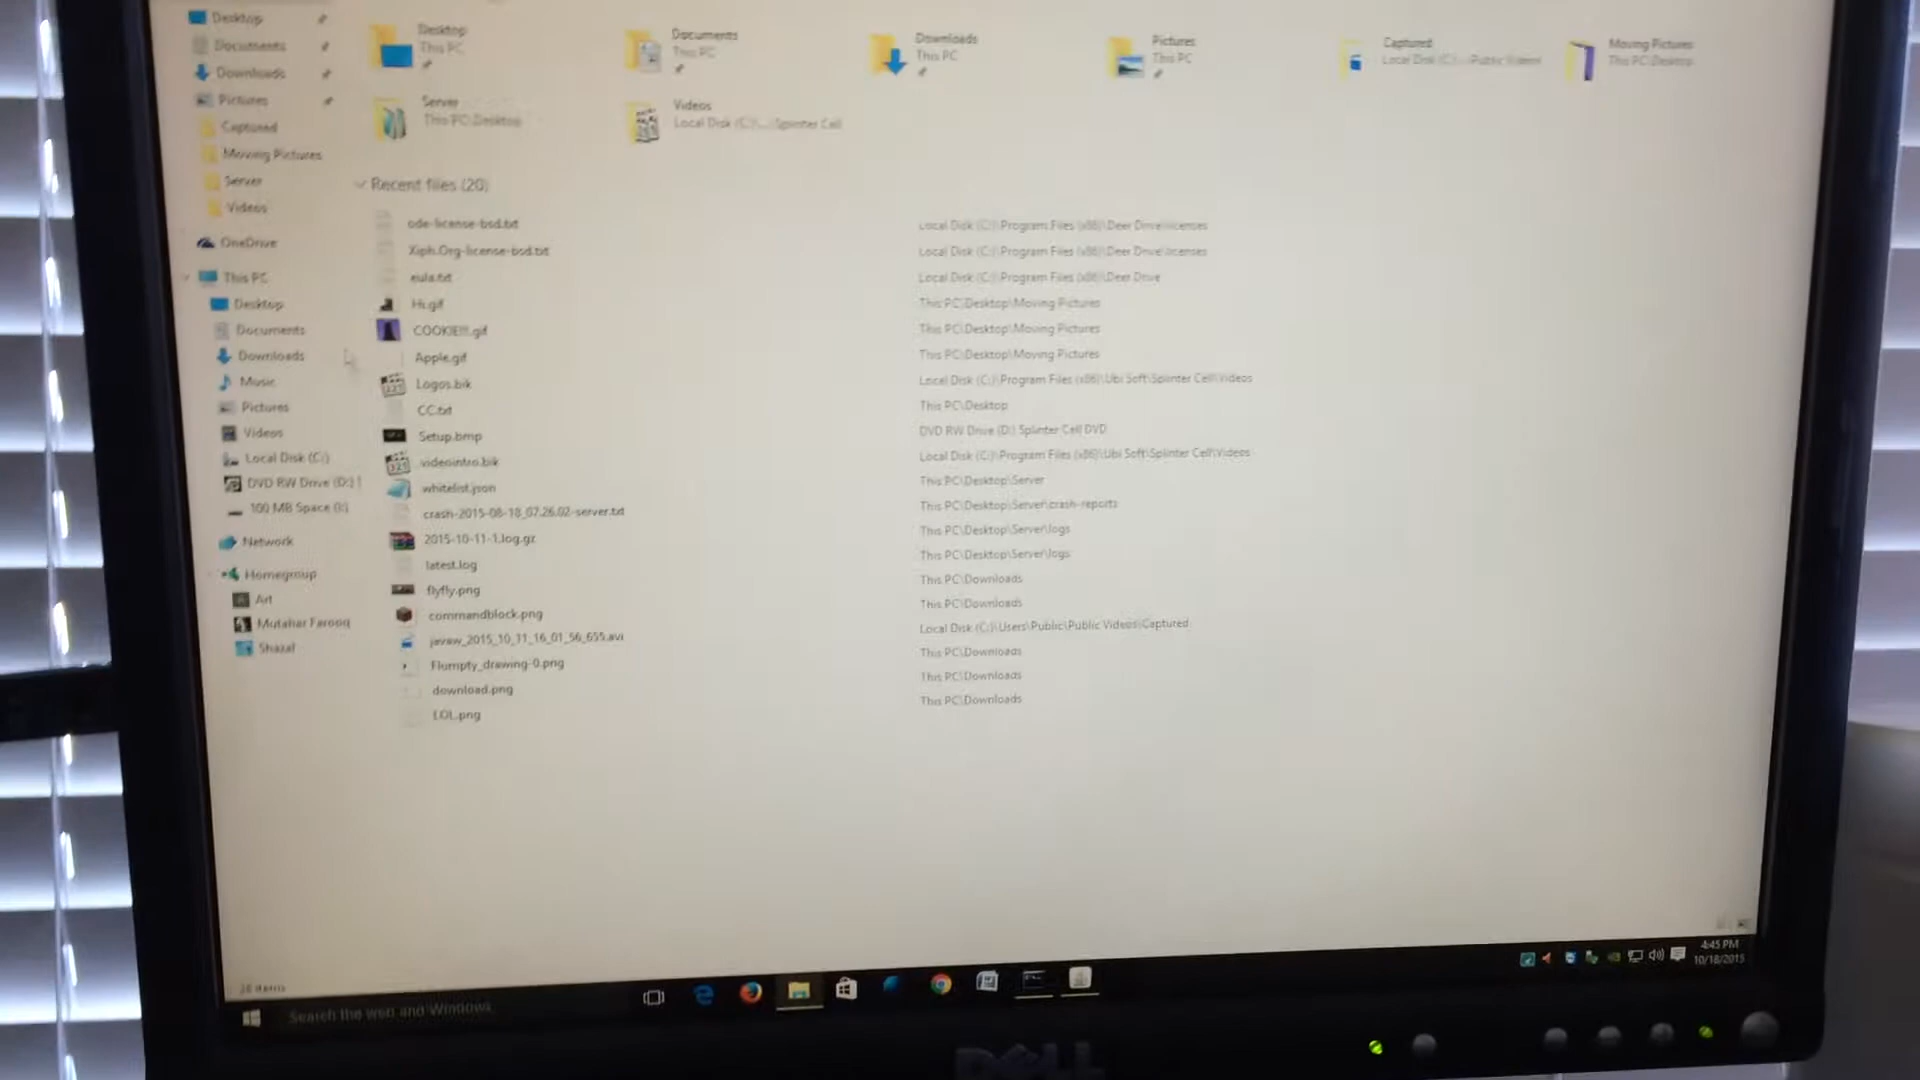 Desktop
Documents
Downloads
Pictures
Captured
Moving Pictures
Server
Videos
OneDrive
This PC
Desktop
Documents
Downloads
Music
Pictures
Videos
Local Disk (C:)
DVD RW Drive (D:)
100 MB Space (I:)
Network
Homegroup
Art
Mutahar Farooq
Shazaf
Desktop
This PC
Documents
This PC
Downloads
This PC
Pictures
This PC
Captured
Local Disk (C:)\...\Public Videos
Moving Pictures
This PC\Desktop
Server
This PC\Desktop
Videos
Local Disk (C:)\...\Splinter Cell
Recent files (20)
ode-license-bsd.txt Local Disk (C:)\Program Files (x86)\Deer Drive\licenses
Xiph.Org-license-bsd.txt Local Disk (C:)\Program Files (x86)\Deer Drive\licenses
eula.txt Local Disk (C:)\Program Files (x86)\Deer Drive
Hi.gif This PC\Desktop\Moving Pictures
COOKIE!!!.gif This PC\Desktop\Moving Pictures
Apple.gif This PC\Desktop\Moving Pictures
Logos.bik Local Disk (C:)\Program Files (x86)\Ubi Soft\Splinter Cell\Videos
CC.txt This PC\Desktop
Setup.bmp DVD RW Drive (D:) Splinter Cell DVD
videointro.bik Local Disk (C:)\Program Files (x86)\Ubi Soft\Splinter Cell\Videos
whitelist.json This PC\Desktop\Server
crash-2015-08-18_07.26.02-server.txt This PC\Desktop\Server\crash-reports
2015-10-11-1.log.gz This PC\Desktop\Server\logs
latest.log This PC\Desktop\Server\logs
flyfly.png This PC\Downloads
commandblock.png This PC\Downloads
javaw_2015_10_11_16_01_56_655.avi Local Disk (C:)\Users\Public\Public Videos\Captured
Flumpty_drawing-0.png This PC\Downloads
download.png This PC\Downloads
LOL.png This PC\Downloads
28 items
Search the web and Windows
4:45 PM
10/18/2015
DELL